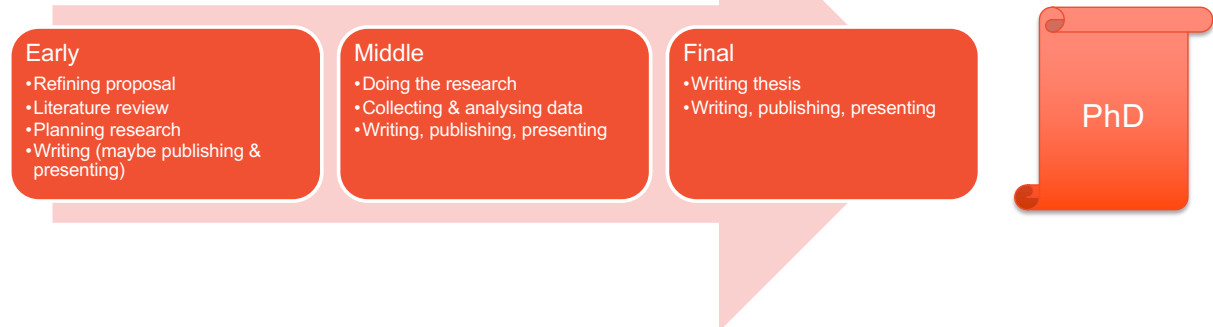 Early
•Refining proposal
•Literature review
•Planning research
•Writing (maybe publishing &
presenting)
Middle
•Doing the research
•Collecting & analysing data
•Writing, publishing, presenting
Final
•Writing thesis
•Writing, publishing, presenting
PhD